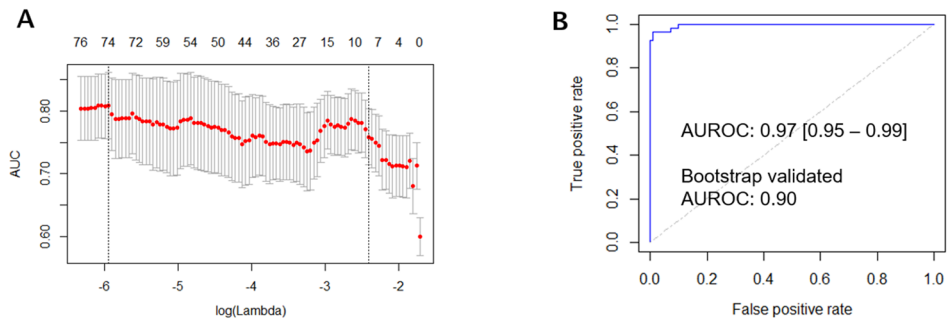 A
76 74 72 59 54 50 44 36 27 15 10 7 4 0
0.80
0.70
0.60
AUC
-6 -5 -4 -3 -2
log(Lambda)
B
1.0
0.8
0.6
0.4
0.2
0.0
True positive rate
AUROC: 0.97 [0.95 – 0.99]
Bootstrap validated
AUROC: 0.90
0.0 0.2 0.4 0.6 0.8 1.0
False positive rate